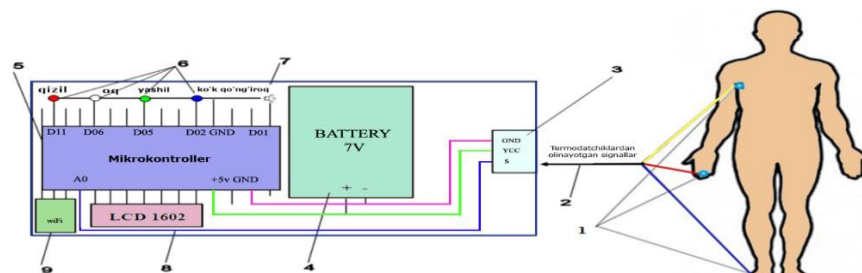 5
6
7
qizil
oq
yashil
ko'k qo'ng'iroq
D11
D06
D05
D02 GND
D01
Mikrokontroller
A0
+5v GND
BATTERY
7V
+ -
3
GND
YCC
S
Termodatchiklardan
olinayotgan signallar
2
1
wiFi
LCD 1602
9
8
4